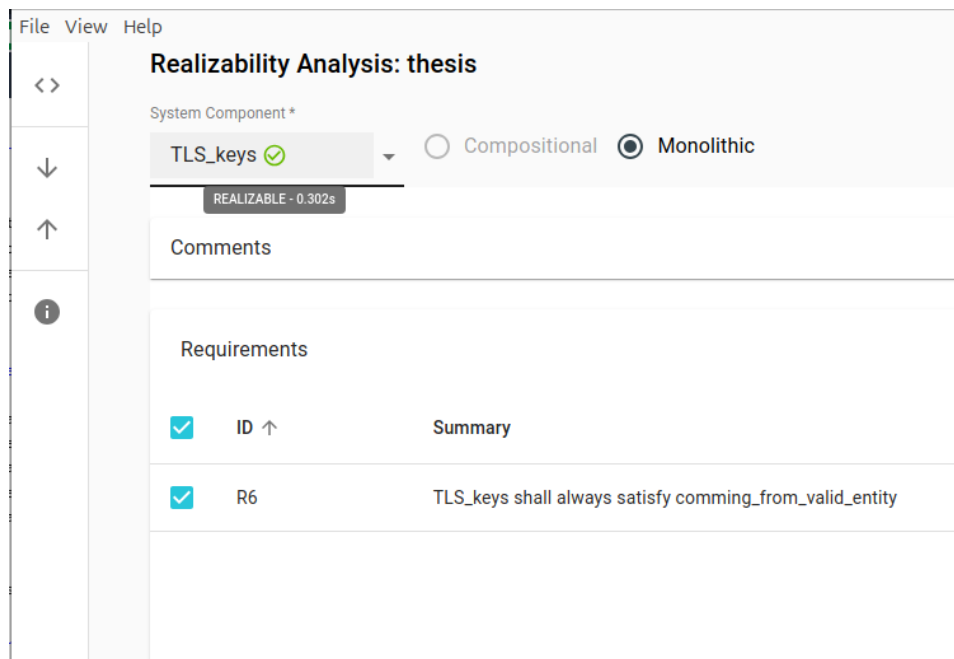 File View Help
Realizability Analysis: thesis
System Component *
TLS_keys
Compositional
Monolithic
REALIZABLE - 0.302s
Comments
Requirements
ID
Summary
R6
TLS_keys shall always satisfy comming_from_valid_entity